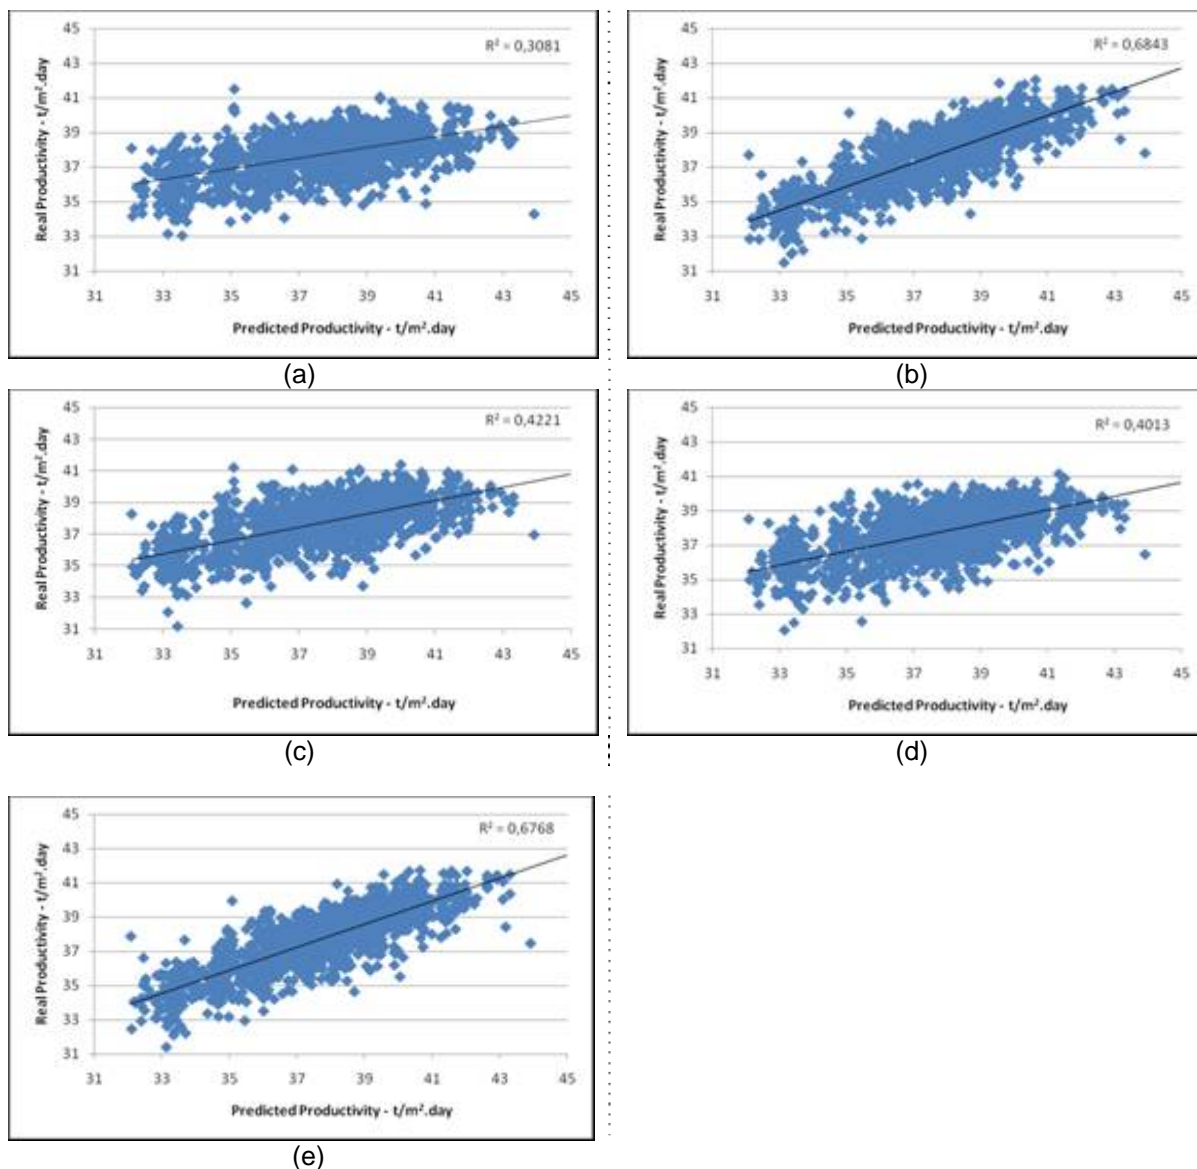 R² = 0,3081
45
43
41
39
37
35
33
31
Real Productivity - t/m².day
31 33 35 37 39 41 43 45
Predicted Productivity - t/m².day
(a)
R² = 0,6843
45
43
41
39
37
35
33
31
Real Productivity - t/m².day
31 33 35 37 39 41 43 45
Predicted Productivity - t/m².day
(b)
R² = 0,4221
45
43
41
39
37
35
33
31
Real Productivity - t/m².day
31 33 35 37 39 41 43 45
Predicted Productivity - t/m².day
(c)
R² = 0,4013
45
43
41
39
37
35
33
31
Real Productivity - t/m².day
31 33 35 37 39 41 43 45
Predicted Productivity - t/m².day
(d)
R² = 0,6768
45
43
41
39
37
35
33
31
Real Productivity - t/m².day
31 33 35 37 39 41 43 45
Predicted Productivity - t/m².day
(e)